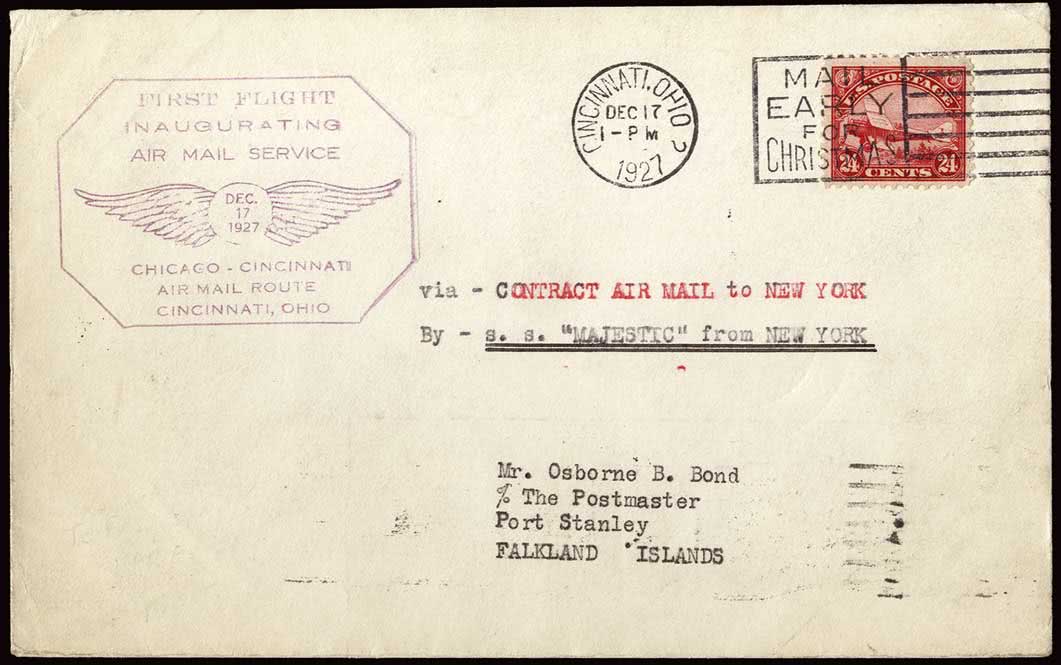 FIRST FLIGHT
INAUGURATING
AIR MAIL SERVICE
DEC.
17
1927
CHICAGO - CINCINNATI
AIR MAIL ROUTE
CINCINNATI, OHIO
CINCINNATI, OHIO 2
DEC 17
1 - PM
1927
MAIL
EARLY
FOR
CHRISTMAS
U.S. POSTAGE
24 24
CENTS
via - CONTRACT AIR MAIL to NEW YORK
By - s. s. "MAJESTIC" from NEW YORK
Mr. Osborne B. Bond
% The Postmaster
Port Stanley
FALKLAND ISLANDS